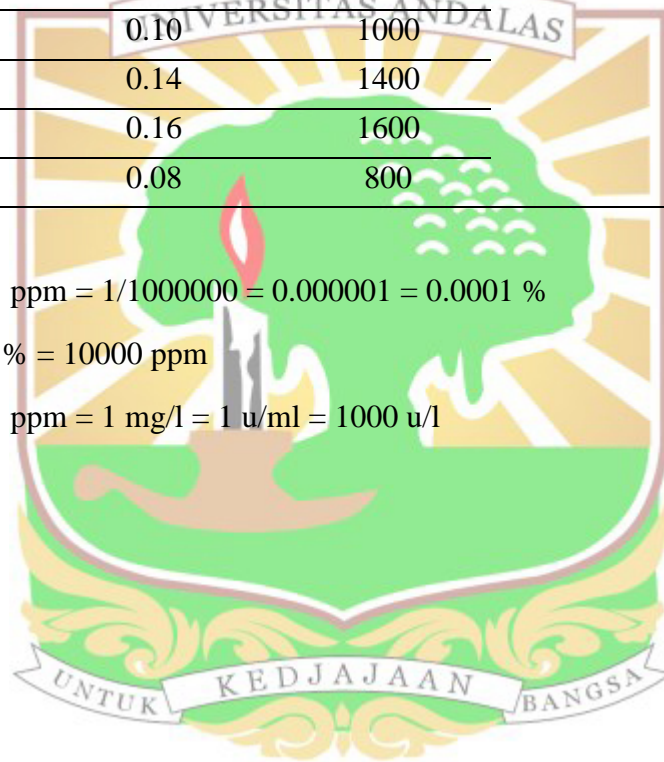 UNIVERSITAS ANDALAS
0.10 1000
0.14 1400
0.16 1600
0.08 800
ppm = 1/1000000 = 0.000001 = 0.0001 %
% = 10000 ppm
ppm = 1 mg/l = 1 u/ml = 1000 u/l
UNTUK KEDJAJAAN BANGSA